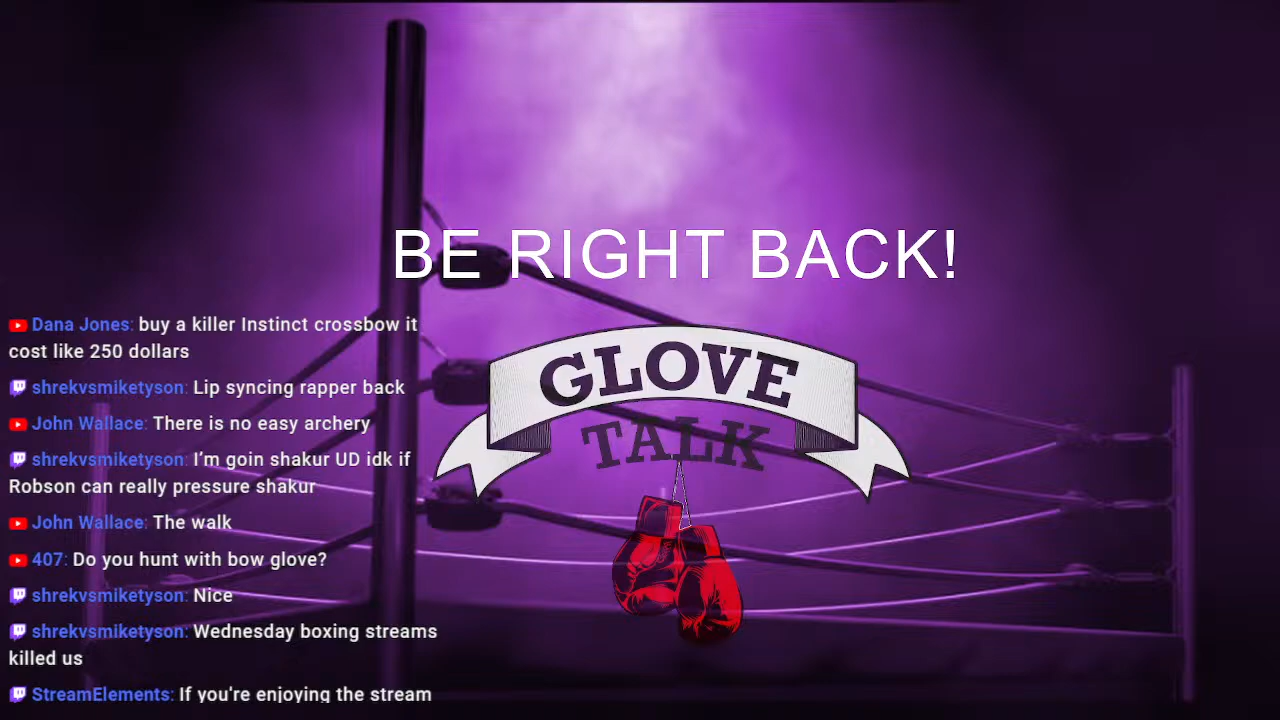 BE RIGHT BACK!
GLOVE
TALK
Dana Jones: buy a killer Instinct crossbow it
cost like 250 dollars
shrekvsmiketyson: Lip syncing rapper back
John Wallace: There is no easy archery
shrekvsmiketyson: I’m goin shakur UD idk if
Robson can really pressure shakur
John Wallace: The walk
407: Do you hunt with bow glove?
shrekvsmiketyson: Nice
shrekvsmiketyson: Wednesday boxing streams
killed us
StreamElements: If you're enjoying the stream